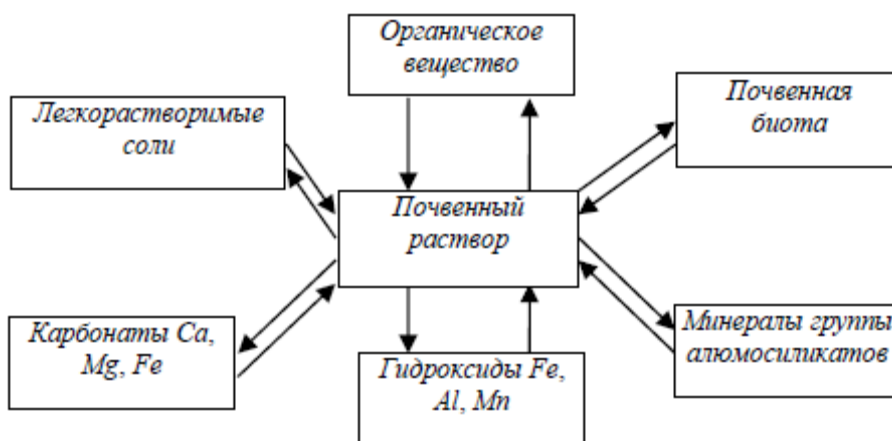 Органическое
вещество
Легкорастворимые
соли
Почвенная
биота
Почвенный
раствор
Карбонаты Ca,
Mg, Fe
Гидроксиды Fe,
Al, Mn
Минералы группы
алюмосиликатов